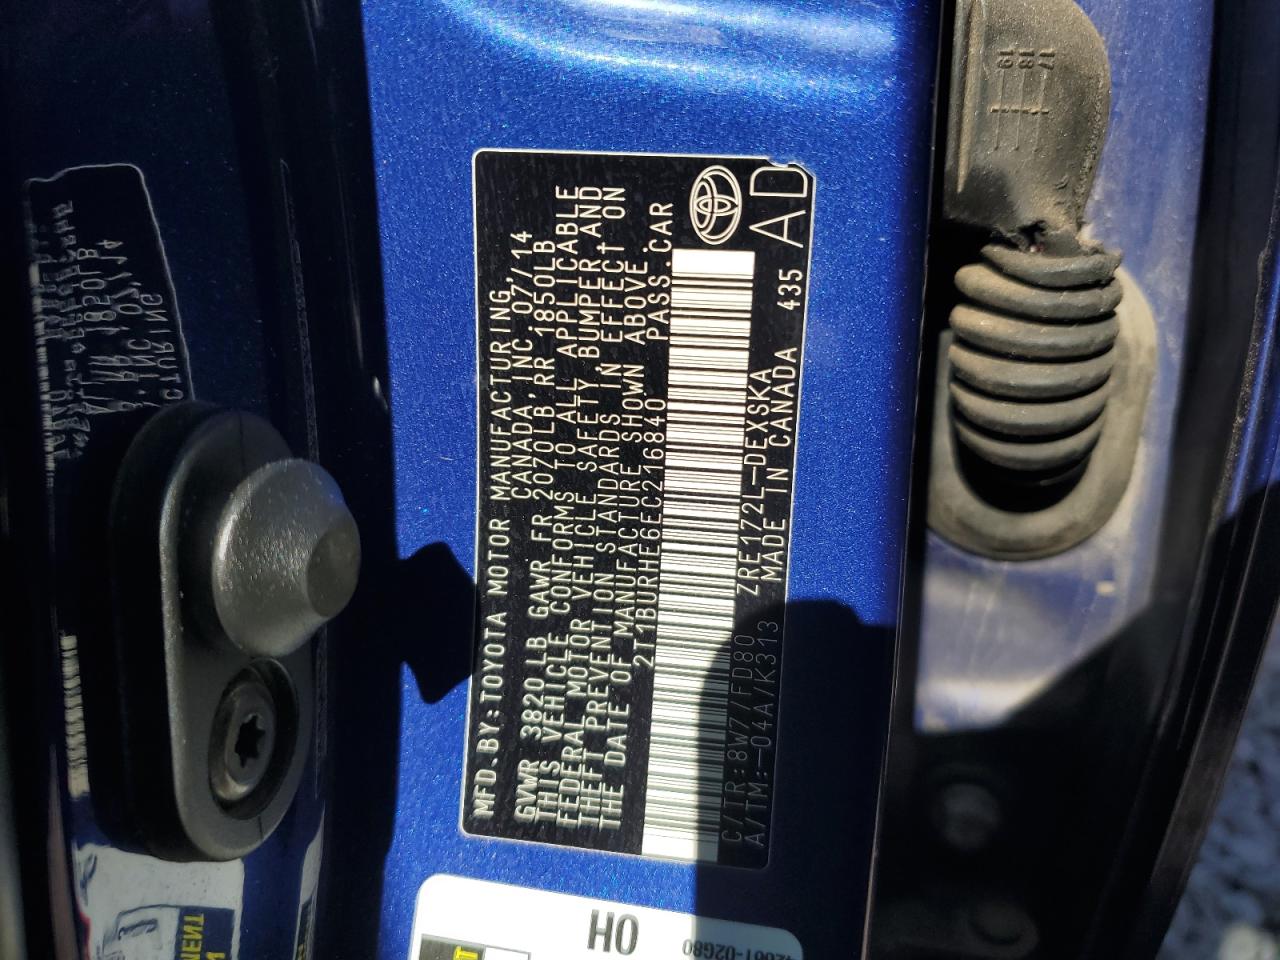 MFD.BY:TOYOTA MOTOR MANUFACTURING,
CANADA,INC.07/14
GVWR 3820LB GAWR FR 2070LB,RR 1850LB
THIS VEHICLE CONFORMS TO ALL APPLICABLE
FEDERAL MOTOR VEHICLE SAFETY,BUMPER,AND
THEFT PREVENTION STANDARDS IN EFFECT ON
THE DATE OF MANUFACTURE SHOWN ABOVE.
2T1BURHE6EC216840 PASS.CAR
C/TR:8W7/FD80 ZRE172L-DEXSKA 435
A/TM:-04A/K313 MADE IN CANADA
AD
OH
17
18
19